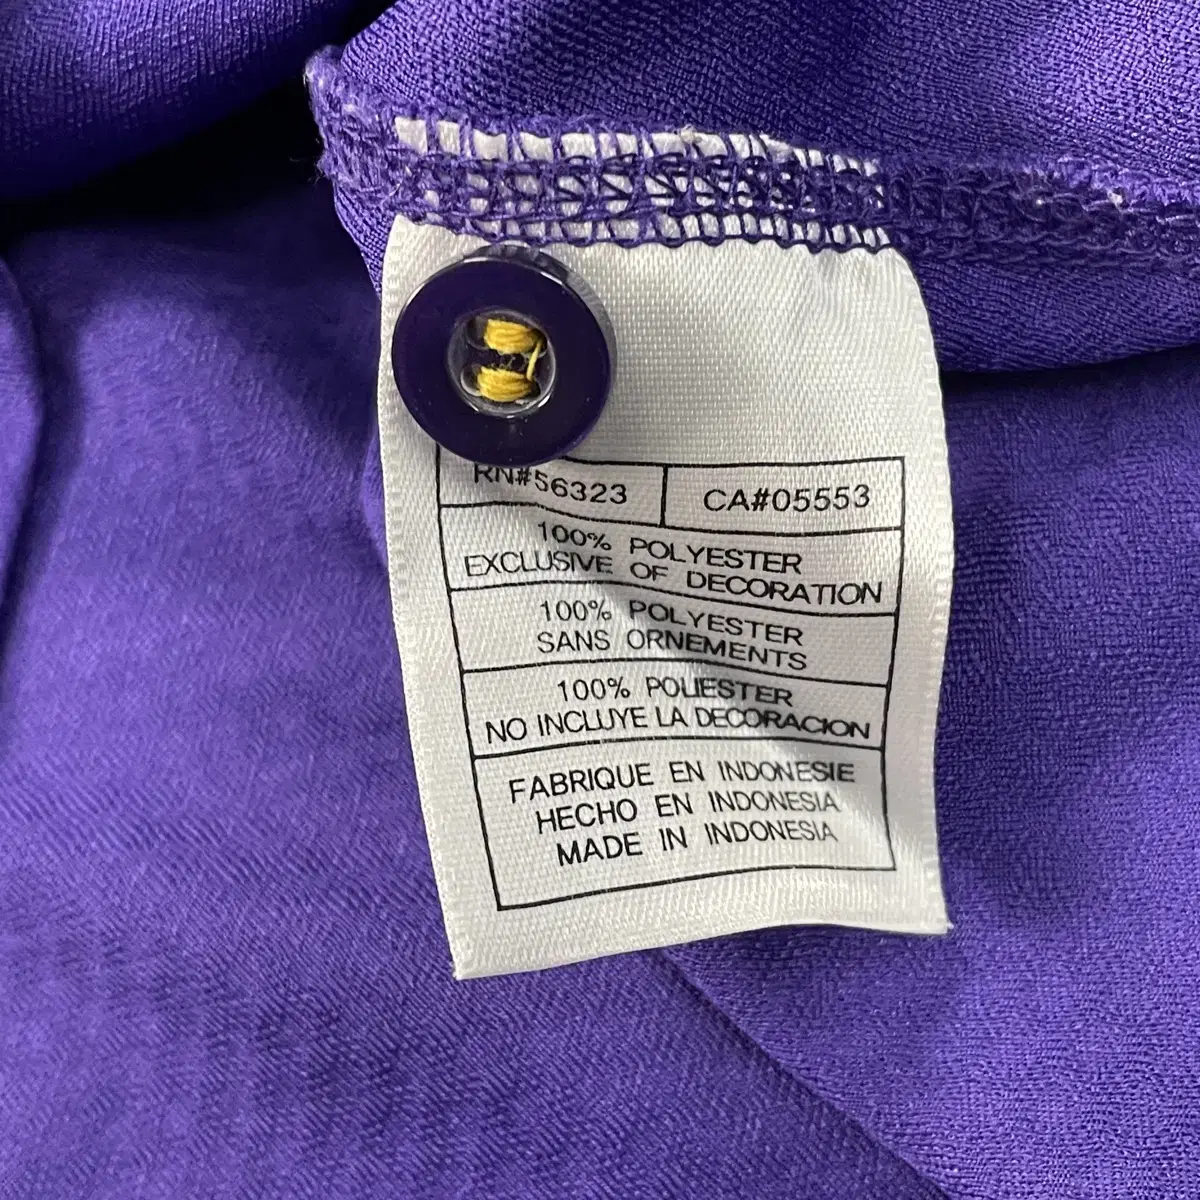 RN#56323 CA#05553
100% POLYESTER
EXCLUSIVE OF DECORATION
100% POLYESTER
SANS ORNEMENTS
100% POLIESTER
NO INCLUYE LA DECORACION
FABRIQUE EN INDONESIE
HECHO EN INDONESIA
MADE IN INDONESIA